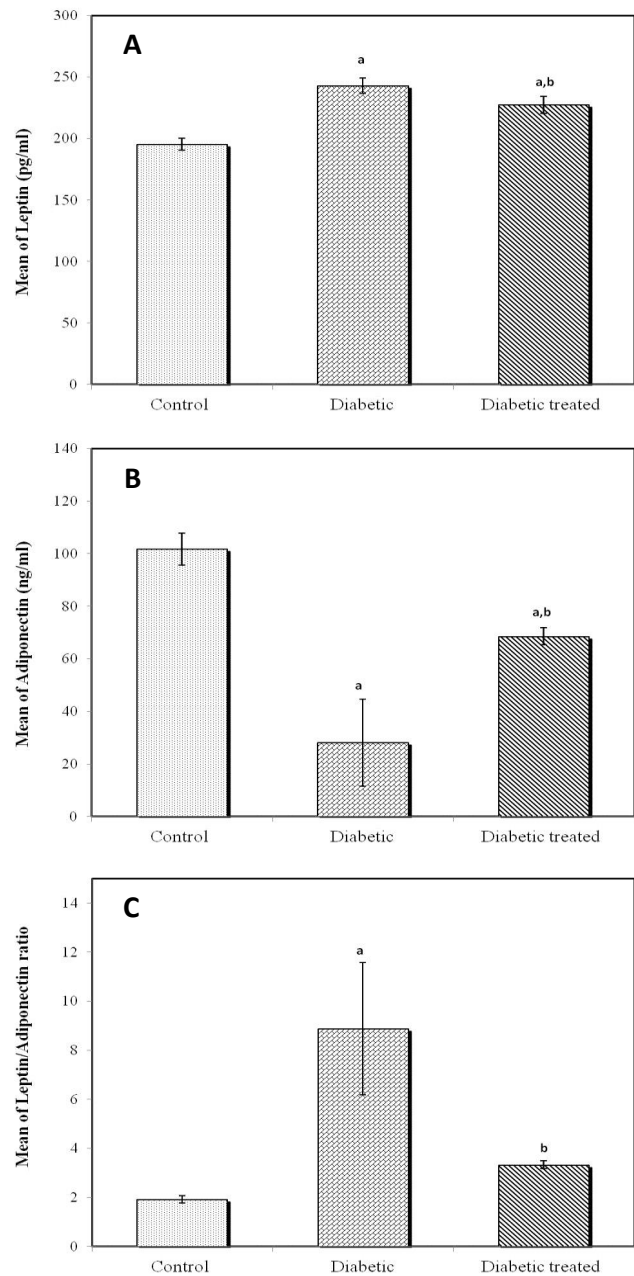 A
Mean of Leptin (pg/ml)
300
250
200
150
100
50
0
a
a,b
Control Diabetic Diabetic treated
B
Mean of Adiponectin (ng/ml)
140
120
100
80
60
40
20
0
a
a,b
Control Diabetic Diabetic treated
C
Mean of Leptin/Adiponectin ratio
14
12
10
8
6
4
2
0
a
b
Control Diabetic Diabetic treated